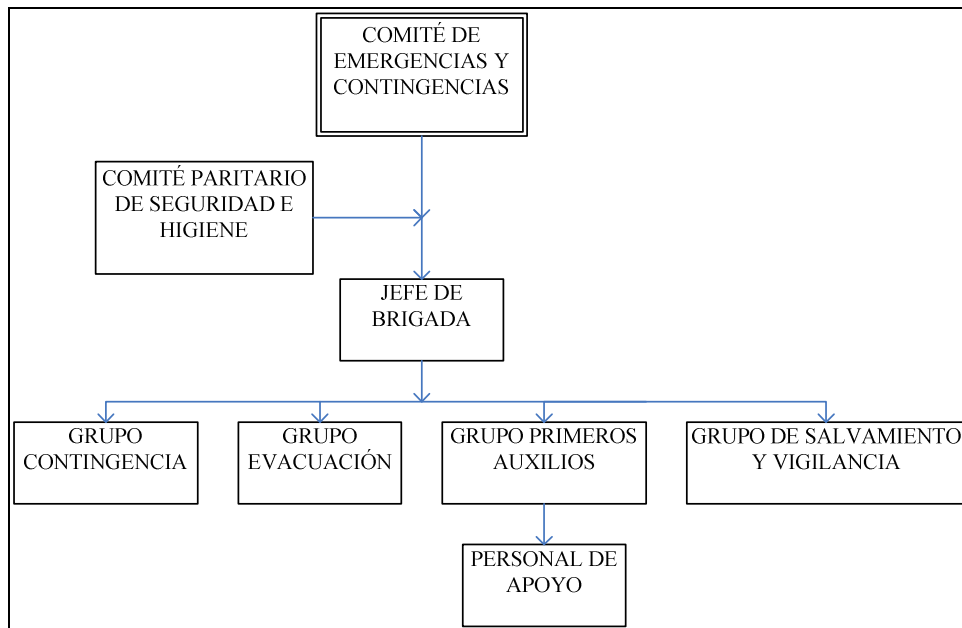 COMITÉ DE
EMERGENCIAS Y
CONTINGENCIAS
COMITÉ PARITARIO
DE SEGURIDAD E
HIGIENE
JEFE DE
BRIGADA
GRUPO
CONTINGENCIA
GRUPO
EVACUACIÓN
GRUPO PRIMEROS
AUXILIOS
GRUPO DE SALVAMIENTO
Y VIGILANCIA
PERSONAL DE
APOYO